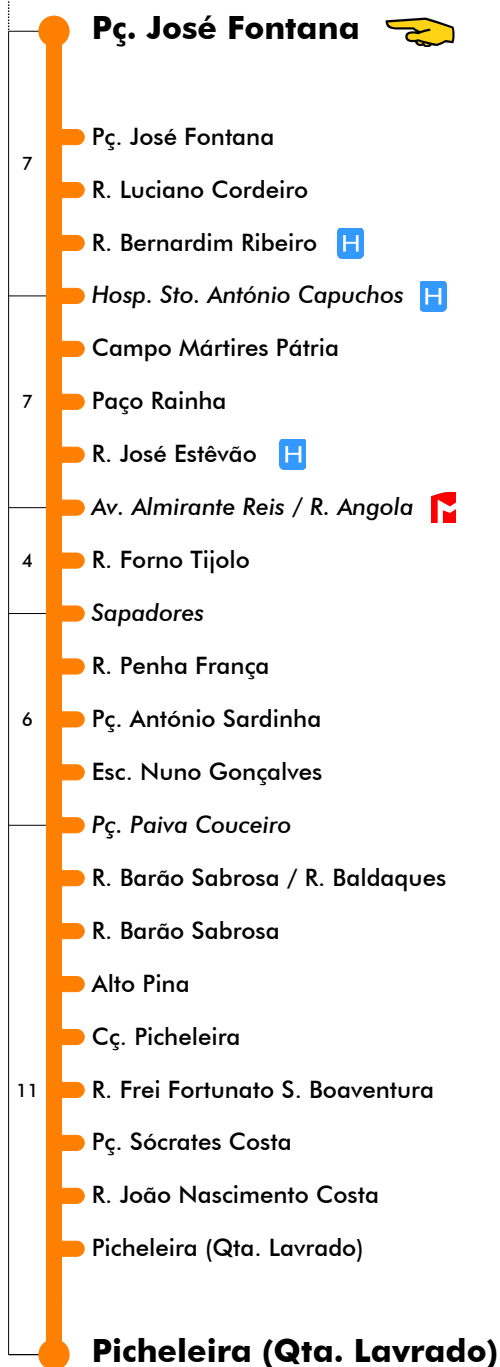 Pç. José Fontana
Pç. José Fontana
7
R. Luciano Cordeiro
R. Bernardim Ribeiro H
Hosp. Sto. António Capuchos H
Campo Mártires Pátria
7 Paço Rainha
R. José Estêvão H
Av. Almirante Reis / R. Angola
4 R. Forno Tijolo
Sapadores
R. Penha França
6 Pç. António Sardinha
Esc. Nuno Gonçalves
Pç. Paiva Couceiro
R. Barão Sabrosa / R. Baldaques
R. Barão Sabrosa
Alto Pina
Cç. Picheleira
11 R. Frei Fortunato S. Boaventura
Pç. Sócrates Costa
R. João Nascimento Costa
Picheleira (Qta. Lavrado)
Picheleira (Qta. Lavrado)